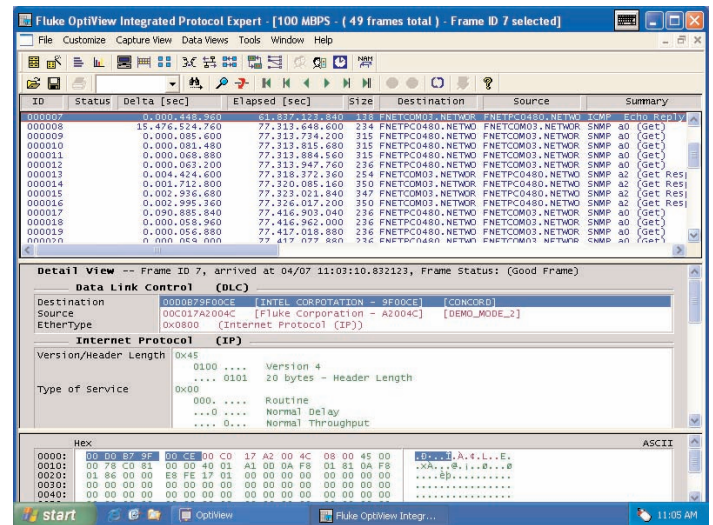 Fluke OptiView Integrated Protocol Expert - [100 MBPS - ( 49 frames total ) - Frame ID 7 selected]
File Customize Capture View Data Views Tools Window Help
ID Status Delta [sec] Elapsed [sec] Size Destination Source Summary
000007 0.000.448.960 61.837.123.840 138 FNETCOM03.NETWOR FNETPC0480.NETWO ICMP Echo Reply
000008 15.476.524.760 77.313.648.600 234 FNETPC0480.NETWO FNETCOM03.NETWOR SNMP a0 (Get)
000009 0.000.085.600 77.313.734.200 315 FNETPC0480.NETWO FNETCOM03.NETWOR SNMP a0 (Get)
000010 0.000.081.480 77.313.815.680 315 FNETPC0480.NETWO FNETCOM03.NETWOR SNMP a0 (Get)
000011 0.000.068.880 77.313.884.560 315 FNETPC0480.NETWO FNETCOM03.NETWOR SNMP a0 (Get)
000012 0.000.063.200 77.313.947.760 236 FNETPC0480.NETWO FNETCOM03.NETWOR SNMP a0 (Get)
000013 0.004.424.600 77.318.372.360 254 FNETCOM03.NETWOR FNETPC0480.NETWO SNMP a2 (Get Res
000014 0.001.712.800 77.320.085.160 350 FNETCOM03.NETWOR FNETPC0480.NETWO SNMP a2 (Get Res
000015 0.002.936.680 77.323.021.840 347 FNETCOM03.NETWOR FNETPC0480.NETWO SNMP a2 (Get Res
000016 0.002.995.360 77.326.017.200 350 FNETCOM03.NETWOR FNETPC0480.NETWO SNMP a2 (Get Res
000017 0.090.885.840 77.416.903.040 236 FNETPC0480.NETWO FNETCOM03.NETWOR SNMP a0 (Get)
000018 0.000.058.960 77.416.962.000 236 FNETPC0480.NETWO FNETCOM03.NETWOR SNMP a0 (Get)
000019 0.000.056.880 77.417.018.880 236 FNETPC0480.NETWO FNETCOM03.NETWOR SNMP a0 (Get)
000020 0.000.059.000 77.417.077.880 236 FNETPC0480.NETWO FNETCOM03.NETWOR SNMP a0 (Get)
Detail View -- Frame ID 7, arrived at 04/07 11:03:10.832123, Frame Status: (Good Frame)
Data Link Control (DLC)
Destination 00D0B79F00CE [INTEL CORPOTATION - 9F00CE] [CONCORD]
Source 00C017A2004C [Fluke Corporation - A2004C] [DEMO_MODE_2]
EtherType 0x0800 (Internet Protocol (IP))
Internet Protocol (IP)
Version/Header Length 0x45
0100 .... Version 4
.... 0101 20 bytes - Header Length
Type of Service 0x00
000. .... Routine
...0 .... Normal Delay
.... 0... Normal Throughput
Hex ASCII
0000: 00 D0 B7 9F 00 CE 00 C0 17 A2 00 4C 08 00 45 00 .Ð·..Î.À.¢.L..E.
0010: 00 78 C0 81 00 00 40 01 A1 0D 0A F8 01 81 0A F8 .xÀ...@.¡..ø...ø
0020: 01 86 00 00 E8 FE 17 01 00 00 00 00 00 00 00 00 ....èþ..........
0030: 00 00 00 00 00 00 00 00 00 00 00 00 00 00 00 00 ................
0040: 00 00 00 00 00 00 00 00 00 00 00 00 00 00 00 00 ................
start OptiView Fluke OptiView Integr... 11:05 AM